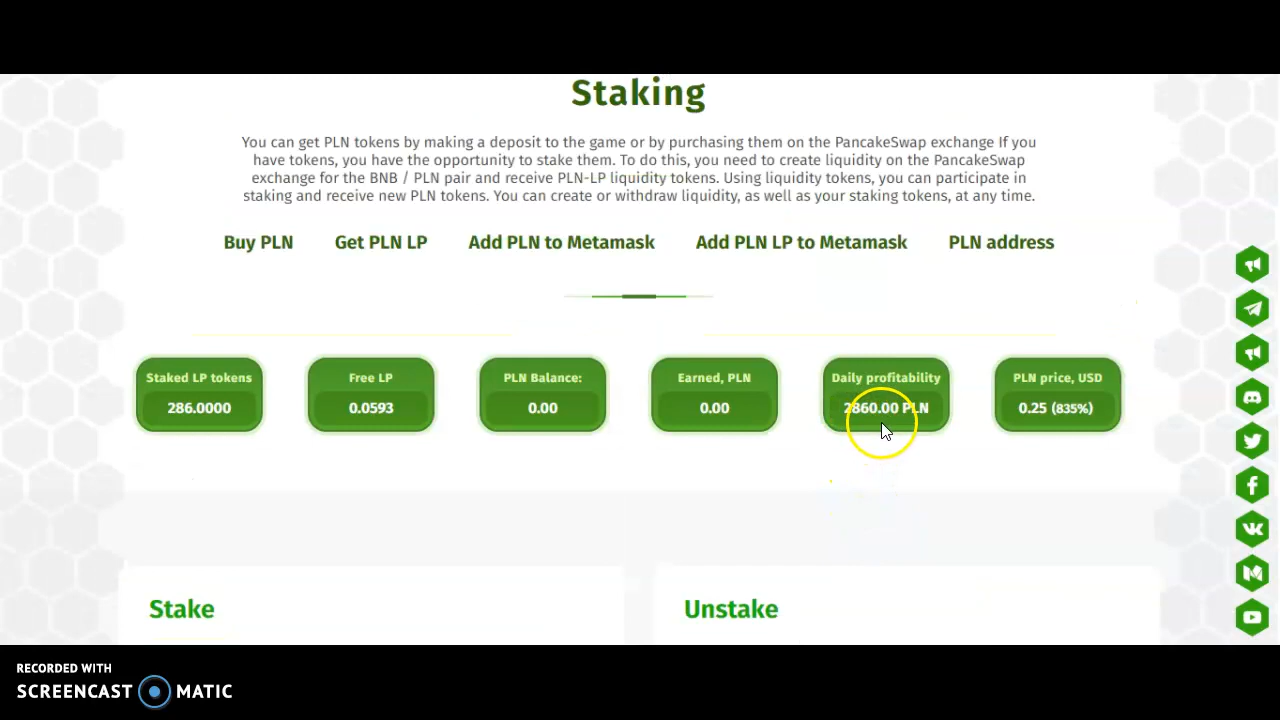 Staking
You can get PLN tokens by making a deposit to the game or by purchasing them on the PancakeSwap exchange If you
have tokens, you have the opportunity to stake them. To do this, you need to create liquidity on the PancakeSwap
exchange for the BNB / PLN pair and receive PLN-LP liquidity tokens. Using liquidity tokens, you can participate in
staking and receive new PLN tokens. You can create or withdraw liquidity, as well as your staking tokens, at any time.
Buy PLN Get PLN LP Add PLN to Metamask Add PLN LP to Metamask PLN address
Staked LP tokens Free LP PLN Balance: Earned, PLN Daily profitability PLN price, USD
286.0000 0.0593 0.00 0.00 2860.00 PLN 0.25 (835%)
Stake Unstake
RECORDED WITH
SCREENCAST MATIC